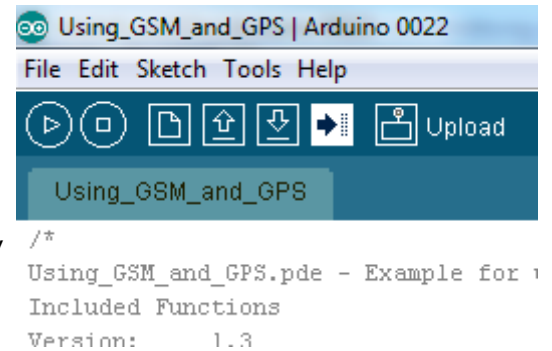 Using_GSM_and_GPS | Arduino 0022
File Edit Sketch Tools Help
Upload
Using_GSM_and_GPS
/*
Using_GSM_and_GPS.pde - Example for
Included Functions
Version: 1.3